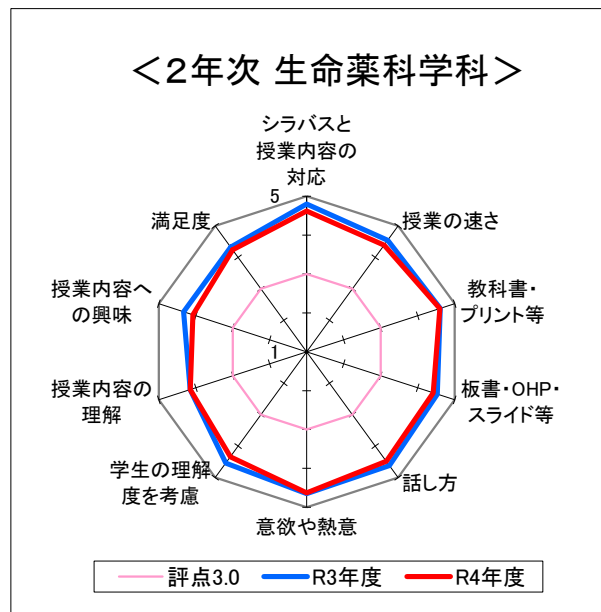 ＜2年次 生命薬科学科＞
シラバスと
授業内容の
対応
5
満足度
授業の速さ
授業内容へ
の興味
教科書・
プリント等
1
授業内容の
理解
板書・OHP・
スライド等
学生の理解
度を考慮
話し方
意欲や熱意
評点3.0
R3年度
R4年度